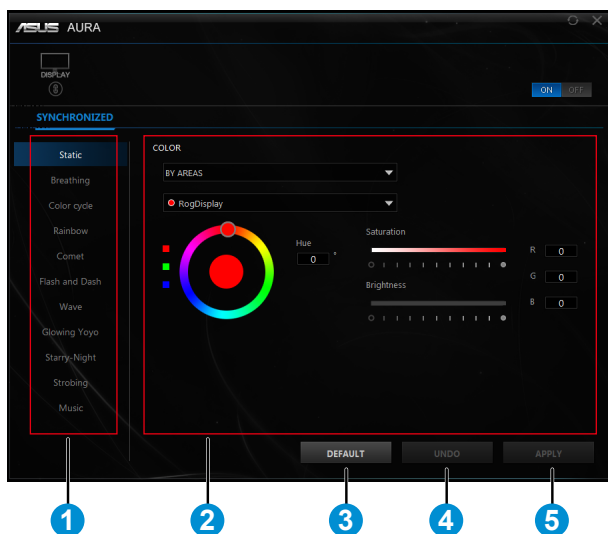 ASUS AURA
DISPLAY
ON OFF
SYNCHRONIZED
Static
Breathing
Color cycle
Rainbow
Comet
Flash and Dash
Wave
Glowing Yoyo
Starry-Night
Strobing
Music
COLOR
BY AREAS
RogDisplay
Hue
0 °
Saturation
Brightness
R 0
G 0
B 0
DEFAULT UNDO APPLY
1 2 3 4 5